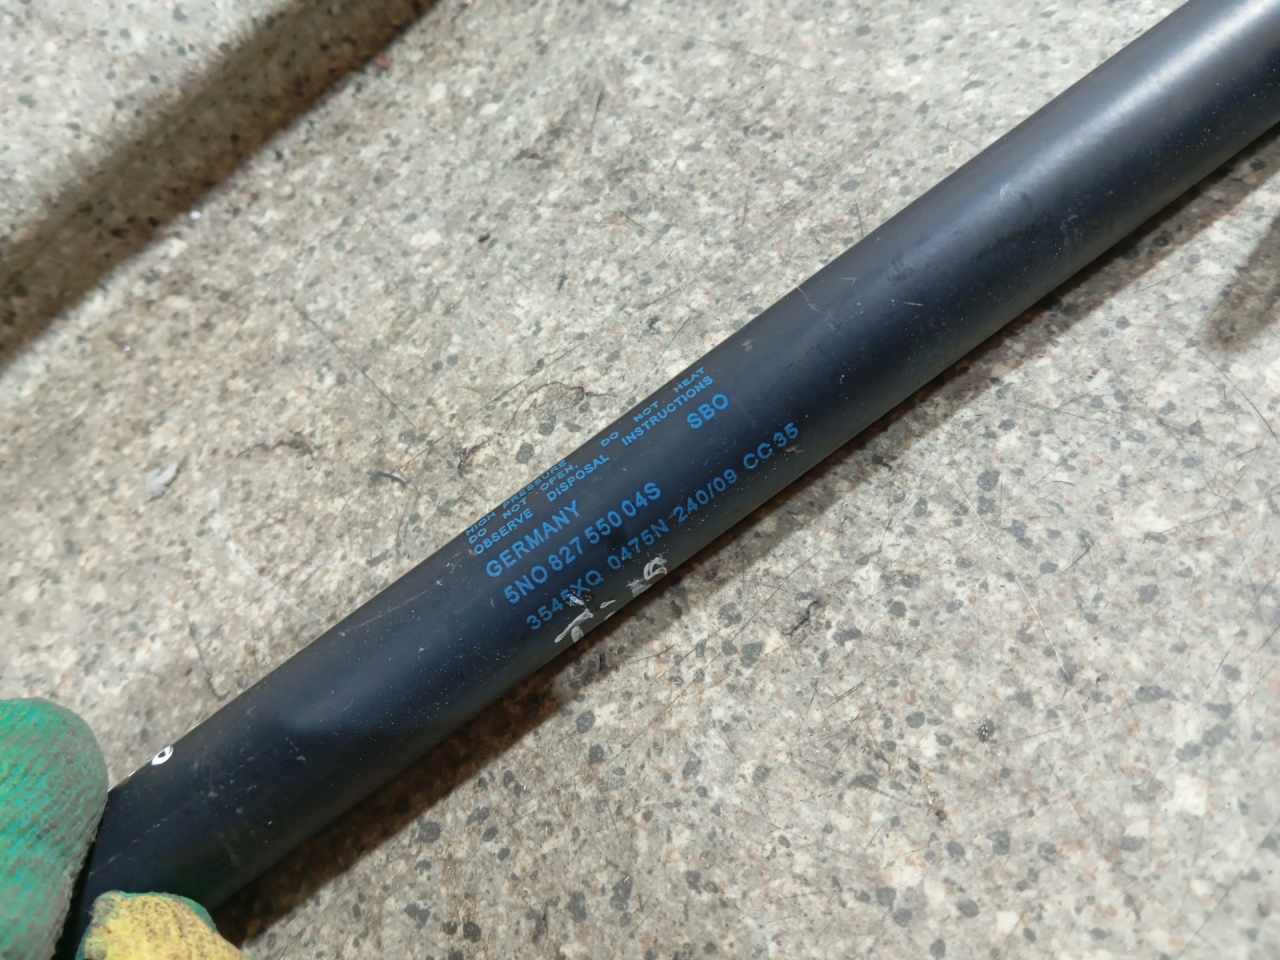 HIGH PRESSURE DO NOT HEAT
DO NOT OPEN,
OBSERVE DISPOSAL INSTRUCTIONS
GERMANY SBO
5N0 827 550 04S
3545XQ 0475N 240/09 CC 35